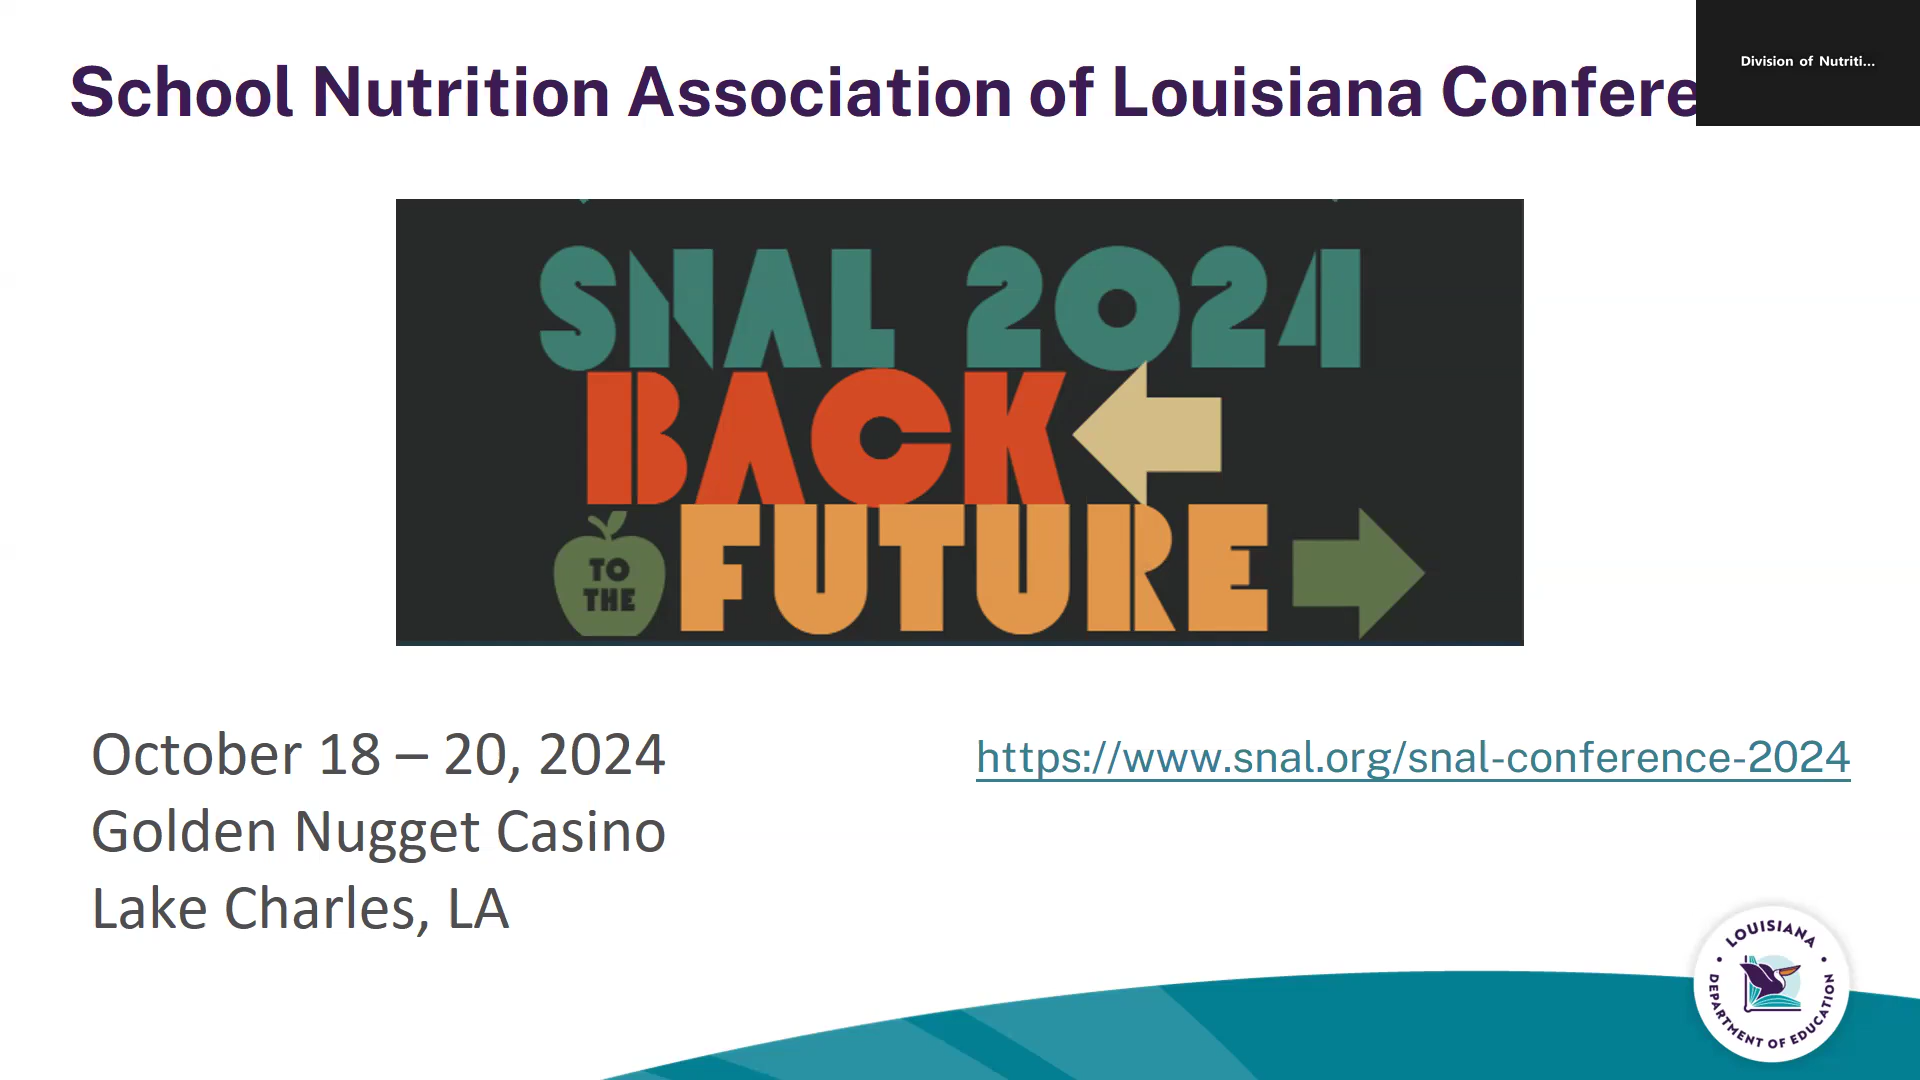 School Nutrition Association of Louisiana Confere
Division of Nutriti...
SNAL 2024
BACK
TO
THE
FUTURE
October 18 – 20, 2024
Golden Nugget Casino
Lake Charles, LA
https://www.snal.org/snal-conference-2024
LOUISIANA
DEPARTMENT OF EDUCATION